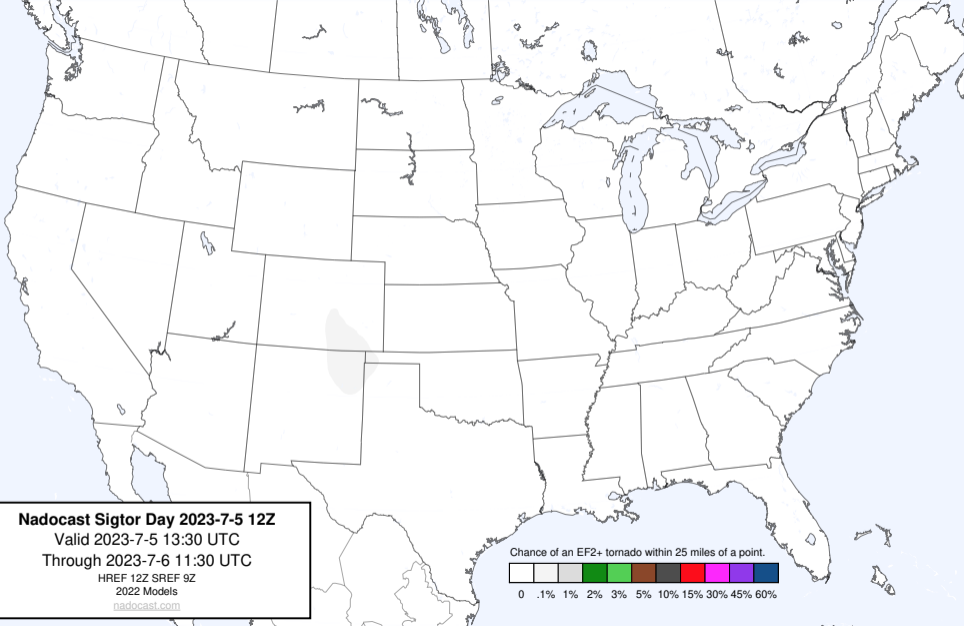 Nadocast Sigtor Day 2023-7-5 12Z
Valid 2023-7-5 13:30 UTC
Through 2023-7-6 11:30 UTC
HREF 12Z SREF 9Z
2022 Models
nadocast.com
Chance of an EF2+ tornado within 25 miles of a point.
0 .1% 1% 2% 3% 5% 10% 15% 30% 45% 60%